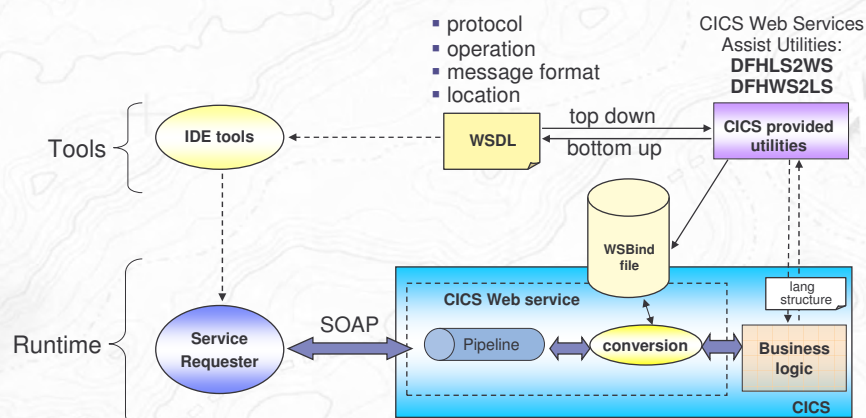 ▪ protocol
▪ operation
▪ message format
▪ location
CICS Web Services
Assist Utilities:
DFHLS2WS
DFHWS2LS
Tools
IDE tools
WSDL
top down
bottom up
CICS provided
utilities
WSBind
file
lang
structure
CICS Web service
Runtime
Service
Requester
SOAP
Pipeline
conversion
Business
logic
CICS